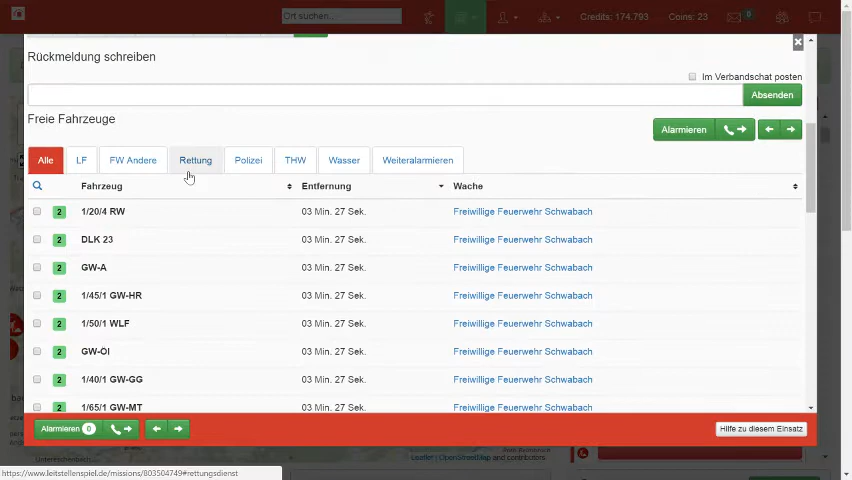 Ort suchen...
Credits: 174.793
Coins: 23
Rückmeldung schreiben
Im Verbandschat posten
Absenden
Freie Fahrzeuge
Alarmieren
Alle LF FW Andere Rettung Polizei THW Wasser Weiteralarmieren
Fahrzeug Entfernung Wache
2 1/20/4 RW 03 Min. 27 Sek. Freiwillige Feuerwehr Schwabach
2 DLK 23 03 Min. 27 Sek. Freiwillige Feuerwehr Schwabach
2 GW-A 03 Min. 27 Sek. Freiwillige Feuerwehr Schwabach
2 1/45/1 GW-HR 03 Min. 27 Sek. Freiwillige Feuerwehr Schwabach
2 1/50/1 WLF 03 Min. 27 Sek. Freiwillige Feuerwehr Schwabach
2 GW-Öl 03 Min. 27 Sek. Freiwillige Feuerwehr Schwabach
2 1/40/1 GW-GG 03 Min. 27 Sek. Freiwillige Feuerwehr Schwabach
2 1/65/1 GW-MT 03 Min. 27 Sek. Freiwillige Feuerwehr Schwabach
Alarmieren 0
Hilfe zu diesem Einsatz
Leaflet | OpenStreetMap and contributors.
https://www.leitstellenspiel.de/missions/803504749#rettungsdienst